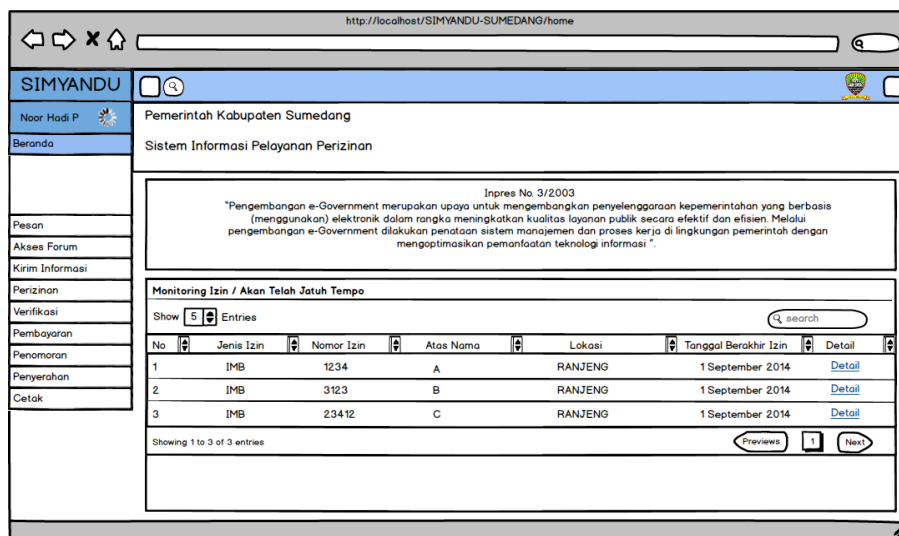 http://localhost/SIMYANDU-SUMEDANG/home
SIMYANDU
Noor Hadi P
Beranda
Pesan
Akses Forum
Kirim Informasi
Perizinan
Verifikasi
Pembayaran
Penomoran
Penyerahan
Cetak
Pemerintah Kabupaten Sumedang
Sistem Informasi Pelayanan Perizinan
Inpres No. 3/2003
"Pengembangan e-Government merupakan upaya untuk mengembangkan penyelenggaraan kepemerintahan yang berbasis
(menggunakan) elektronik dalam rangka meningkatkan kualitas layanan publik secara efektif dan efisien. Melalui
pengembangan e-Government dilakukan penataan sistem manajemen dan proses kerja di lingkungan pemerintah dengan
mengoptimasikan pemanfaatan teknologi informasi ".
Monitoring Izin / Akan Telah Jatuh Tempo
Show 5 Entries search
No Jenis Izin Nomor Izin Atas Nama Lokasi Tanggal Berakhir Izin Detail
1 IMB 1234 A RANJENG 1 September 2014 Detail
2 IMB 3123 B RANJENG 1 September 2014 Detail
3 IMB 23412 C RANJENG 1 September 2014 Detail
Showing 1 to 3 of 3 entries Previews 1 Next